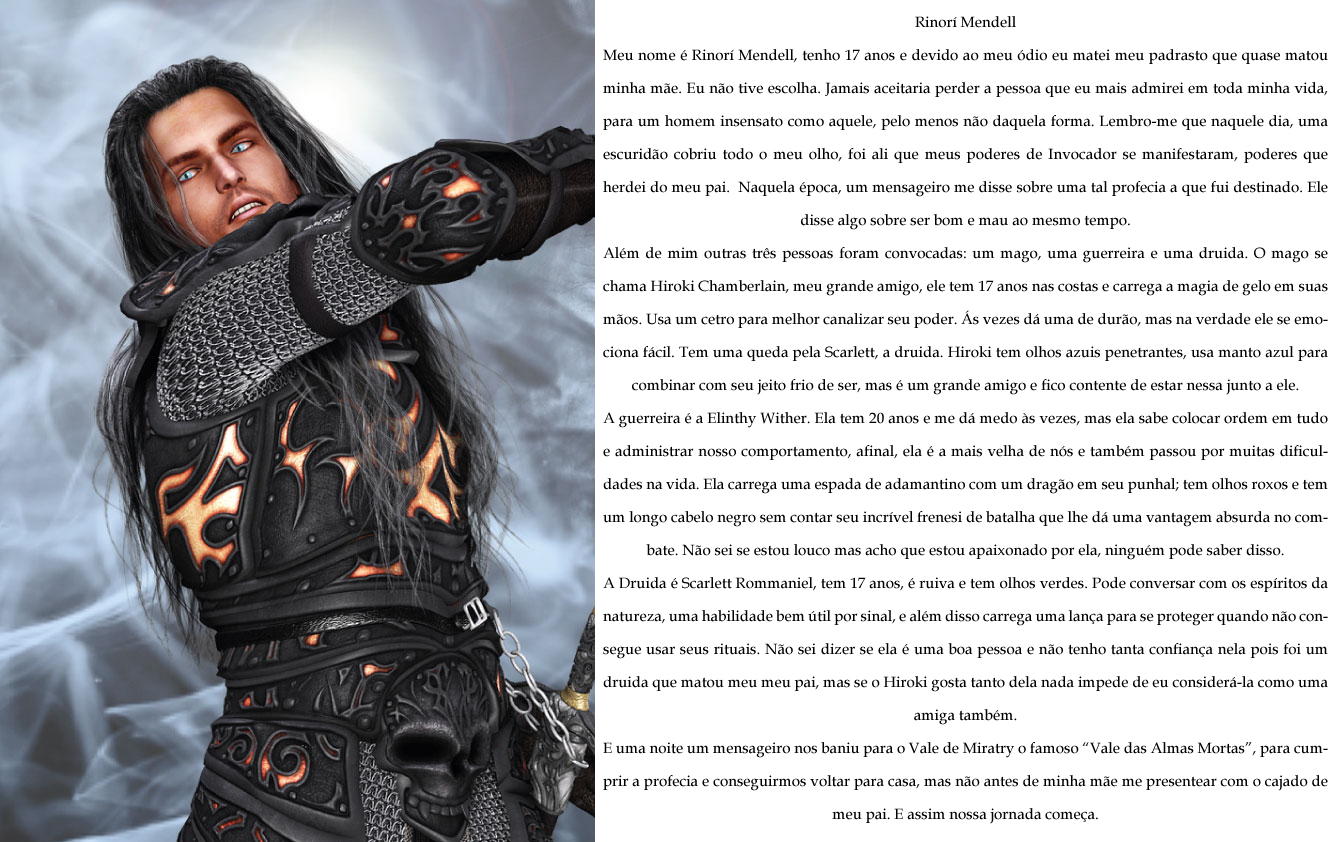 Rinorí Mendell
Meu nome é Rinorí Mendell, tenho 17 anos e devido ao meu ódio eu matei meu padrasto que quase matou
minha mãe. Eu não tive escolha. Jamais aceitaria perder a pessoa que eu mais admirei em toda minha vida,
para um homem insensato como aquele, pelo menos não daquela forma. Lembro-me que naquele dia, uma
escuridão cobriu todo o meu olho, foi ali que meus poderes de Invocador se manifestaram, poderes que
herdei do meu pai.  Naquela época, um mensageiro me disse sobre uma tal profecia a que fui destinado. Ele
disse algo sobre ser bom e mau ao mesmo tempo.
Além de mim outras três pessoas foram convocadas: um mago, uma guerreira e uma druida. O mago se
chama Hiroki Chamberlain, meu grande amigo, ele tem 17 anos nas costas e carrega a magia de gelo em suas
mãos. Usa um cetro para melhor canalizar seu poder. Ás vezes dá uma de durão, mas na verdade ele se emo-
ciona fácil. Tem uma queda pela Scarlett, a druida. Hiroki tem olhos azuis penetrantes, usa manto azul para
combinar com seu jeito frio de ser, mas é um grande amigo e fico contente de estar nessa junto a ele.
A guerreira é a Elinthy Wither. Ela tem 20 anos e me dá medo às vezes, mas ela sabe colocar ordem em tudo
e administrar nosso comportamento, afinal, ela é a mais velha de nós e também passou por muitas dificul-
dades na vida. Ela carrega uma espada de adamantino com um dragão em seu punhal; tem olhos roxos e tem
um longo cabelo negro sem contar seu incrível frenesi de batalha que lhe dá uma vantagem absurda no com-
bate. Não sei se estou louco mas acho que estou apaixonado por ela, ninguém pode saber disso.
A Druida é Scarlett Rommaniel, tem 17 anos, é ruiva e tem olhos verdes. Pode conversar com os espíritos da
natureza, uma habilidade bem útil por sinal, e além disso carrega uma lança para se proteger quando não con-
segue usar seus rituais. Não sei dizer se ela é uma boa pessoa e não tenho tanta confiança nela pois foi um
druida que matou meu meu pai, mas se o Hiroki gosta tanto dela nada impede de eu considerá-la como uma
amiga também.
E uma noite um mensageiro nos baniu para o Vale de Miratry o famoso “Vale das Almas Mortas”, para cum-
prir a profecia e conseguirmos voltar para casa, mas não antes de minha mãe me presentear com o cajado de
meu pai. E assim nossa jornada começa.